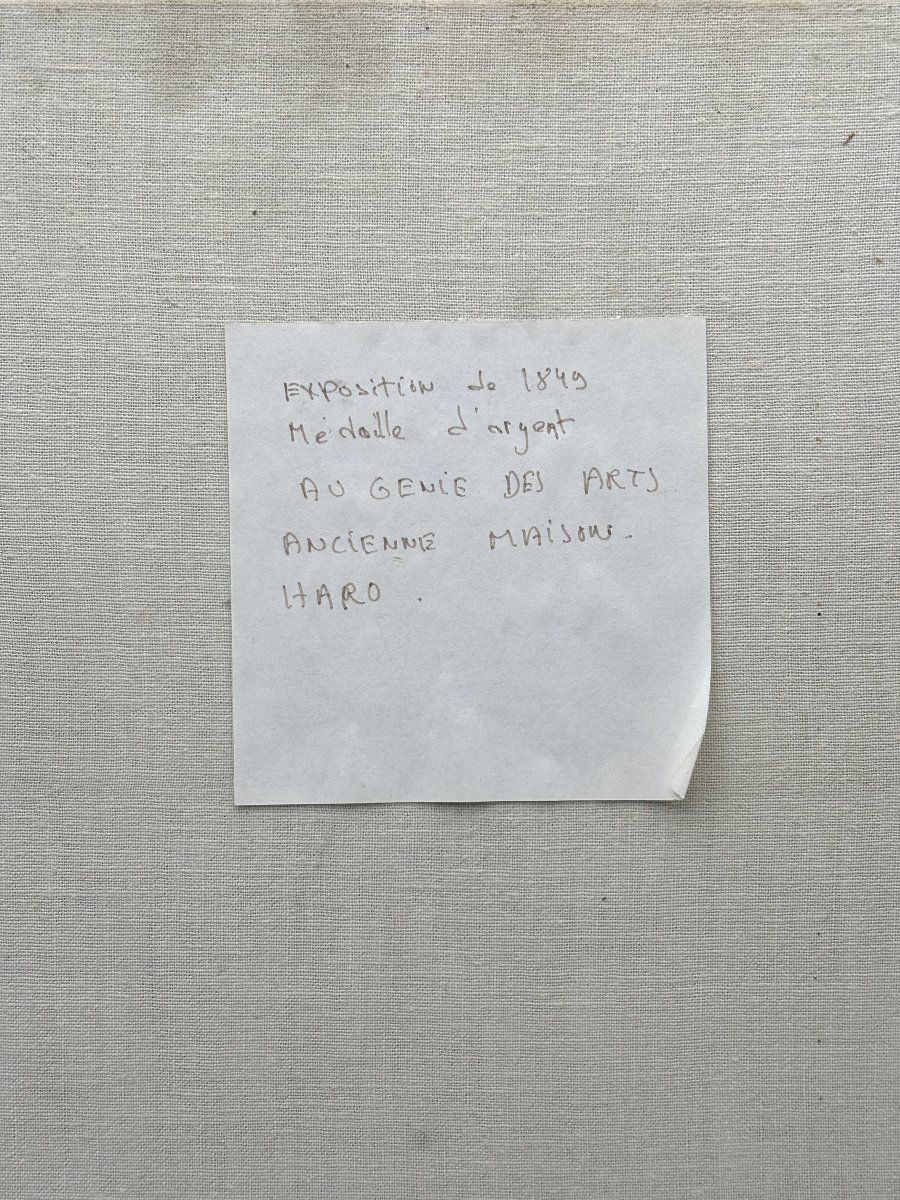 EXPOSITION de 1849
Médaille d'argent
AU GENIE DES ARTS
ANCIENNE MAISON.
HARO .